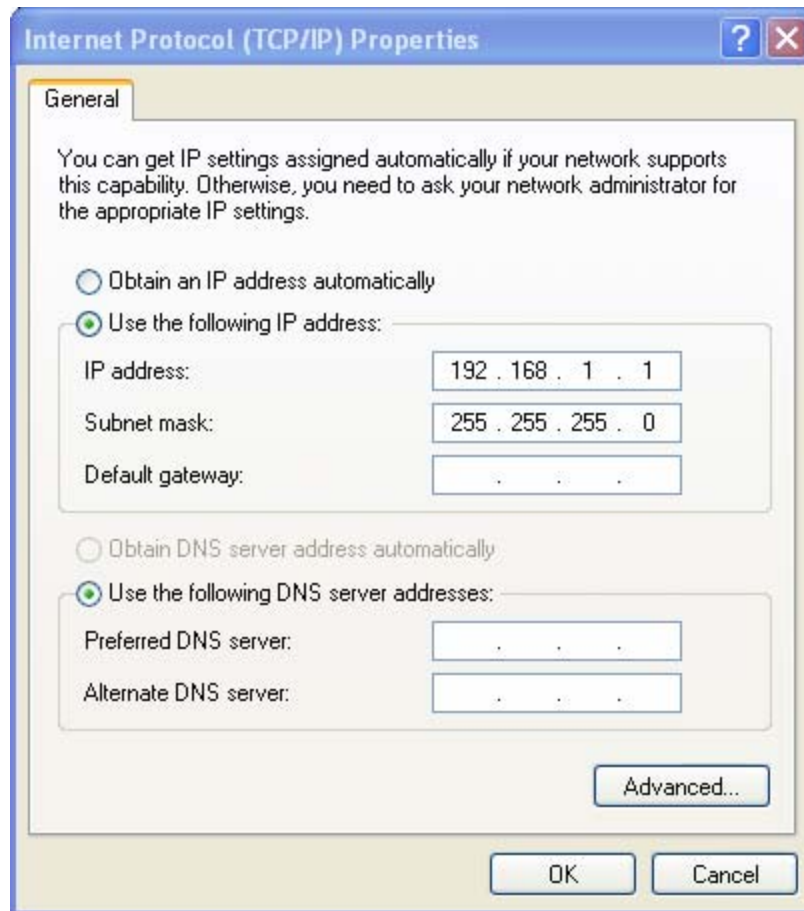 Internet Protocol (TCP/IP) Properties
General
You can get IP settings assigned automatically if your network supports
this capability. Otherwise, you need to ask your network administrator for
the appropriate IP settings.
Obtain an IP address automatically
Use the following IP address:
IP address: 192 . 168 . 1 . 1
Subnet mask: 255 . 255 . 255 . 0
Default gateway: . . .
Obtain DNS server address automatically
Use the following DNS server addresses:
Preferred DNS server: . . .
Alternate DNS server: . . .
Advanced...
OK Cancel